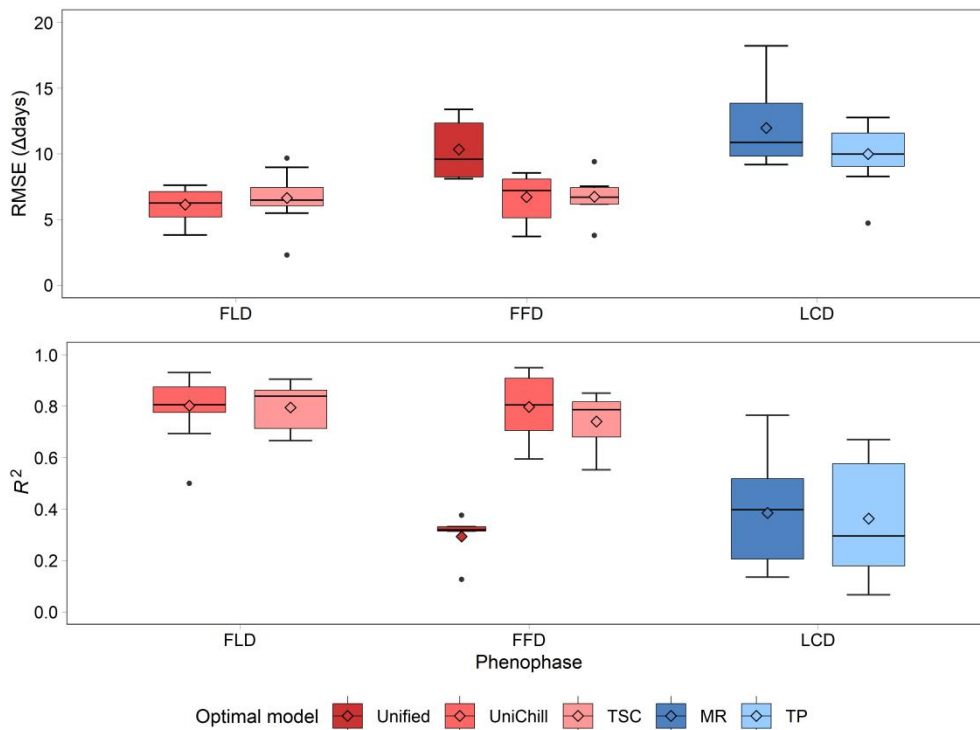 RMSE (Δdays)
20
15
10
5
0
FLD FFD LCD
R²
1.0
0.8
0.6
0.4
0.2
0.0
FLD FFD LCD
Phenophase
Optimal model Unified UniChill TSC MR TP